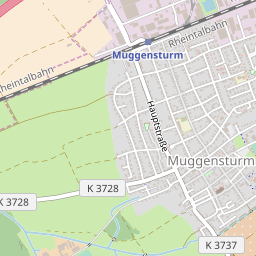 Rheintalbahn
Muggensturm
Rheintalbahn
Hauptstraße
Muggensturm
K 3728
K 3728
K 3737